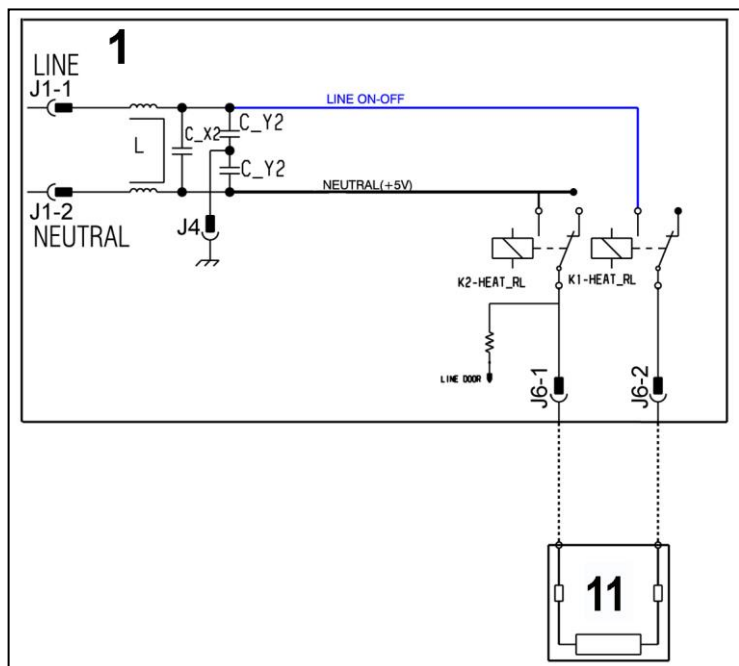 1
LINE
J1-1
LINE ON-OFF
C_Y2
C_X2
L
C_Y2
NEUTRAL(+5V)
J1-2
J4
NEUTRAL
K2-HEAT_RL
K1-HEAT_RL
LINE DOOR
J6-1
J6-2
11